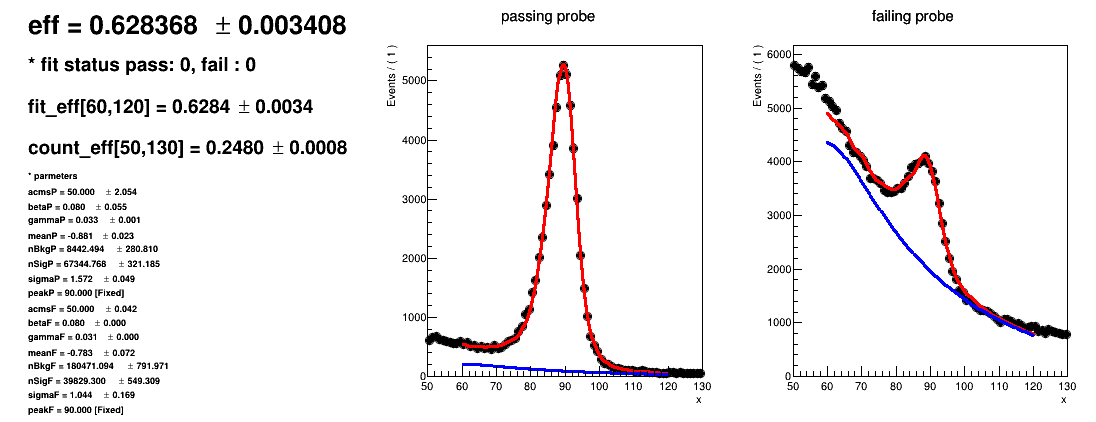 eff = 0.628368 ± 0.003408
* fit status pass: 0, fail : 0
fit_eff[60,120] = 0.6284 ± 0.0034
count_eff[50,130] = 0.2480 ± 0.0008
* parmeters
acmsP = 50.000 ± 2.054
betaP = 0.080 ± 0.055
gammaP = 0.033 ± 0.001
meanP = -0.881 ± 0.023
nBkgP = 8442.494 ± 280.810
nSigP = 67344.768 ± 321.185
sigmaP = 1.572 ± 0.049
peakP = 90.000 [Fixed]
acmsF = 50.000 ± 0.042
betaF = 0.080 ± 0.000
gammaF = 0.031 ± 0.000
meanF = -0.783 ± 0.072
nBkgF = 180471.094 ± 791.971
nSigF = 39829.300 ± 549.309
sigmaF = 1.044 ± 0.169
peakF = 90.000 [Fixed]
passing probe
Events / ( 1 )
5000
4000
3000
2000
1000
0
50 60 70 80 90 100 110 120 130
x
failing probe
Events / ( 1 )
6000
5000
4000
3000
2000
1000
0
50 60 70 80 90 100 110 120 130
x